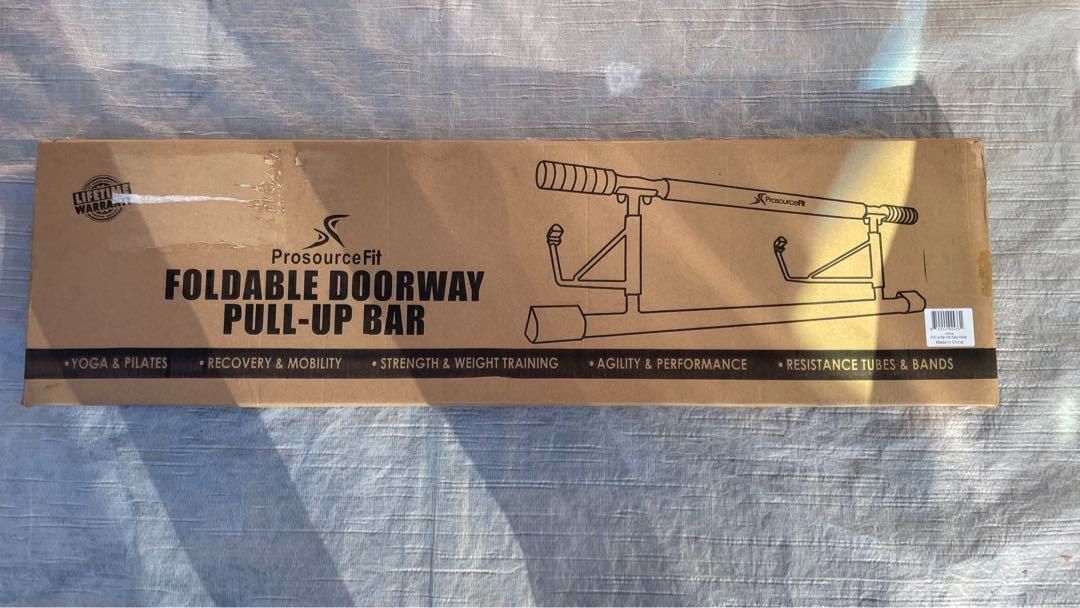 LIFETIME
WARRANTY
ProsourceFit
FOLDABLE DOORWAY
PULL-UP BAR
ProsourceFit
•YOGA & PILATES •RECOVERY & MOBILITY •STRENGTH & WEIGHT TRAINING •AGILITY & PERFORMANCE •RESISTANCE TUBES & BANDS
Made in China